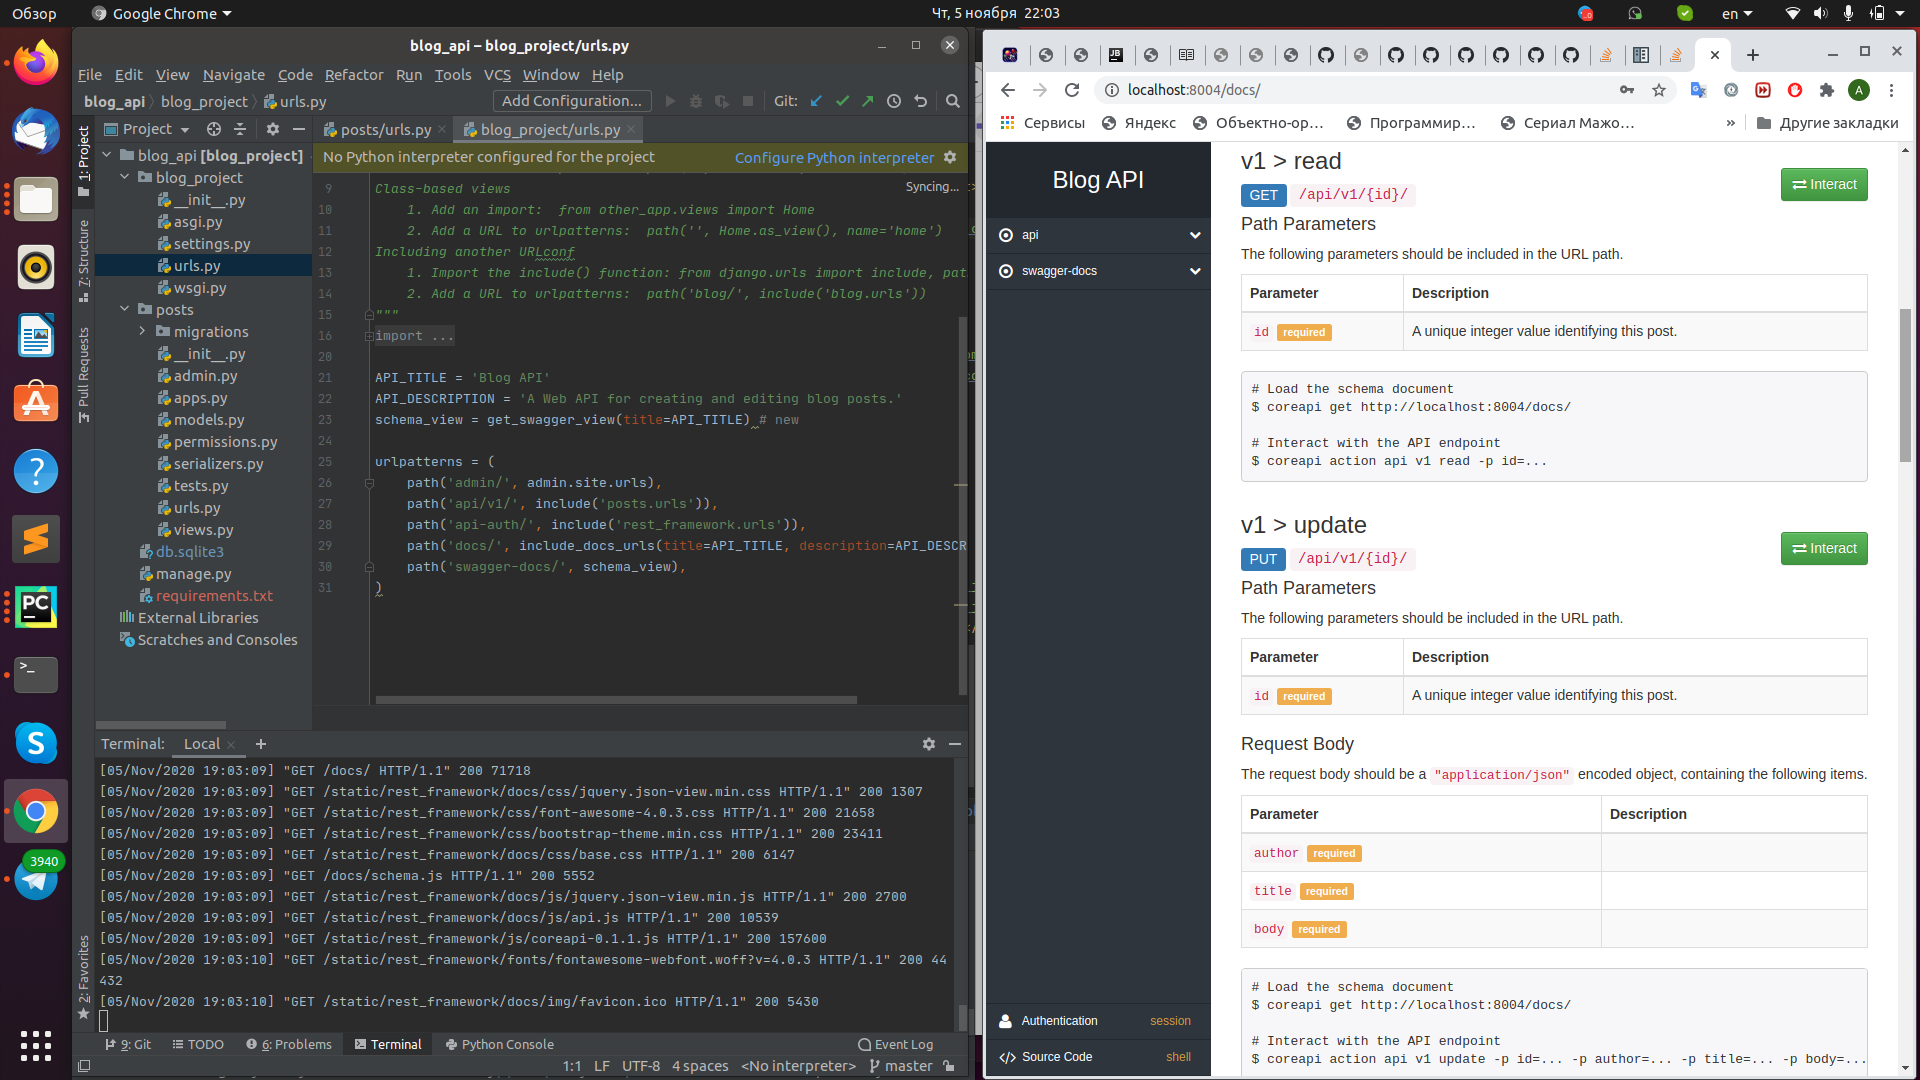 Обзор
Google Chrome
Чт, 5 ноября 22:03
en
blog_api – blog_project/urls.py
File Edit View Navigate Code Refactor Run Tools VCS Window Help
blog_api blog_project urls.py
Add Configuration...
Git:
1: Project
7: Structure
Pull Requests
2: Favorites
Project
blog_api [blog_project]
blog_project
__init__.py
asgi.py
settings.py
urls.py
wsgi.py
posts
migrations
__init__.py
admin.py
apps.py
models.py
permissions.py
serializers.py
tests.py
urls.py
views.py
db.sqlite3
manage.py
requirements.txt
External Libraries
Scratches and Consoles
posts/urls.py blog_project/urls.py
No Python interpreter configured for the project Configure Python interpreter
Syncing...
9 Class-based views
10 1. Add an import: from other_app.views import Home
11 2. Add a URL to urlpatterns: path('', Home.as_view(), name='home')
12 Including another URLconf
13 1. Import the include() function: from django.urls import include, pat
14 2. Add a URL to urlpatterns: path('blog/', include('blog.urls'))
15 """
16 import ...
20
21 API_TITLE = 'Blog API'
22 API_DESCRIPTION = 'A Web API for creating and editing blog posts.'
23 schema_view = get_swagger_view(title=API_TITLE) # new
24
25 urlpatterns = (
26 path('admin/', admin.site.urls),
27 path('api/v1/', include('posts.urls')),
28 path('api-auth/', include('rest_framework.urls')),
29 path('docs/', include_docs_urls(title=API_TITLE, description=API_DESCR
30 path('swagger-docs/', schema_view),
31 )
Terminal: Local
[05/Nov/2020 19:03:09] "GET /docs/ HTTP/1.1" 200 71718
[05/Nov/2020 19:03:09] "GET /static/rest_framework/docs/css/jquery.json-view.min.css HTTP/1.1" 200 1307
[05/Nov/2020 19:03:09] "GET /static/rest_framework/css/font-awesome-4.0.3.css HTTP/1.1" 200 21658
[05/Nov/2020 19:03:09] "GET /static/rest_framework/css/bootstrap-theme.min.css HTTP/1.1" 200 23411
[05/Nov/2020 19:03:09] "GET /static/rest_framework/docs/css/base.css HTTP/1.1" 200 6147
[05/Nov/2020 19:03:09] "GET /docs/schema.js HTTP/1.1" 200 5552
[05/Nov/2020 19:03:09] "GET /static/rest_framework/docs/js/jquery.json-view.min.js HTTP/1.1" 200 2700
[05/Nov/2020 19:03:09] "GET /static/rest_framework/docs/js/api.js HTTP/1.1" 200 10539
[05/Nov/2020 19:03:09] "GET /static/rest_framework/js/coreapi-0.1.1.js HTTP/1.1" 200 157600
[05/Nov/2020 19:03:10] "GET /static/rest_framework/fonts/fontawesome-webfont.woff?v=4.0.3 HTTP/1.1" 200 44
432
[05/Nov/2020 19:03:10] "GET /static/rest_framework/docs/img/favicon.ico HTTP/1.1" 200 5430
9: Git TODO 6: Problems Terminal Python Console Event Log
1:1 LF UTF-8 4 spaces <No interpreter> master
PC
3940
localhost:8004/docs/
A
Сервисы Яндекс Объектно-ор... Программир... Сериал Мажо... » Другие закладки
Blog API
api
swagger-docs
Authentication session
Source Code shell
v1 > read
GET /api/v1/{id}/
Interact
Path Parameters
The following parameters should be included in the URL path.
Parameter Description
id required A unique integer value identifying this post.
# Load the schema document
$ coreapi get http://localhost:8004/docs/
# Interact with the API endpoint
$ coreapi action api v1 read -p id=...
v1 > update
PUT /api/v1/{id}/
Interact
Path Parameters
The following parameters should be included in the URL path.
Parameter Description
id required A unique integer value identifying this post.
Request Body
The request body should be a "application/json" encoded object, containing the following items.
Parameter Description
author required
title required
body required
# Load the schema document
$ coreapi get http://localhost:8004/docs/
# Interact with the API endpoint
$ coreapi action api v1 update -p id=... -p author=... -p title=... -p body=...